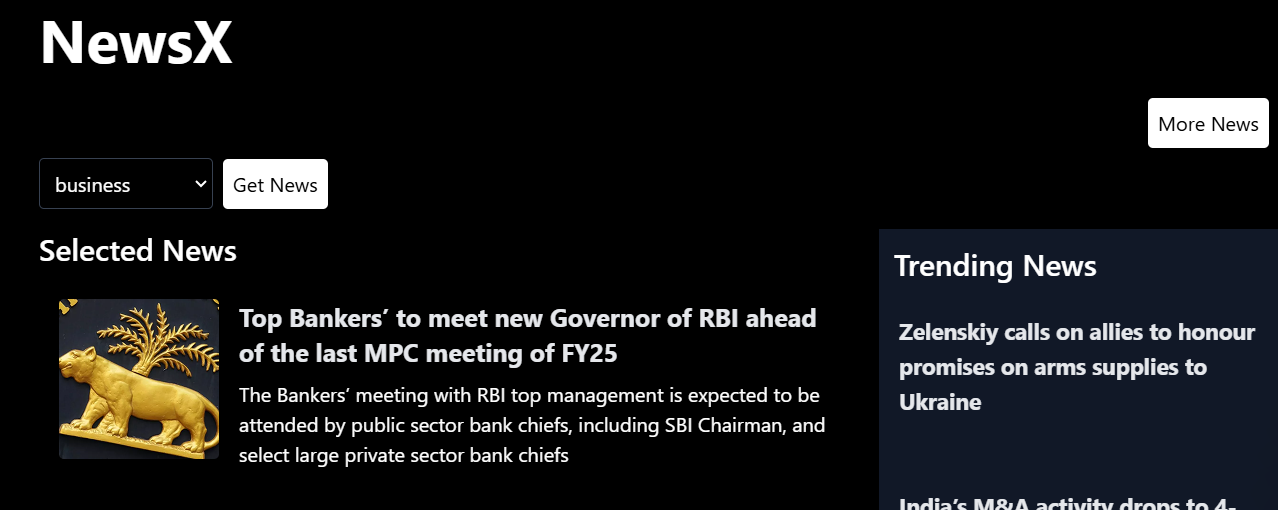 NewsX
More News
business
Get News
Selected News
Top Bankers’ to meet new Governor of RBI ahead
of the last MPC meeting of FY25
The Bankers’ meeting with RBI top management is expected to be
attended by public sector bank chiefs, including SBI Chairman, and
select large private sector bank chiefs
Trending News
Zelenskiy calls on allies to honour
promises on arms supplies to
Ukraine
India’s M&A activity drops to 4-